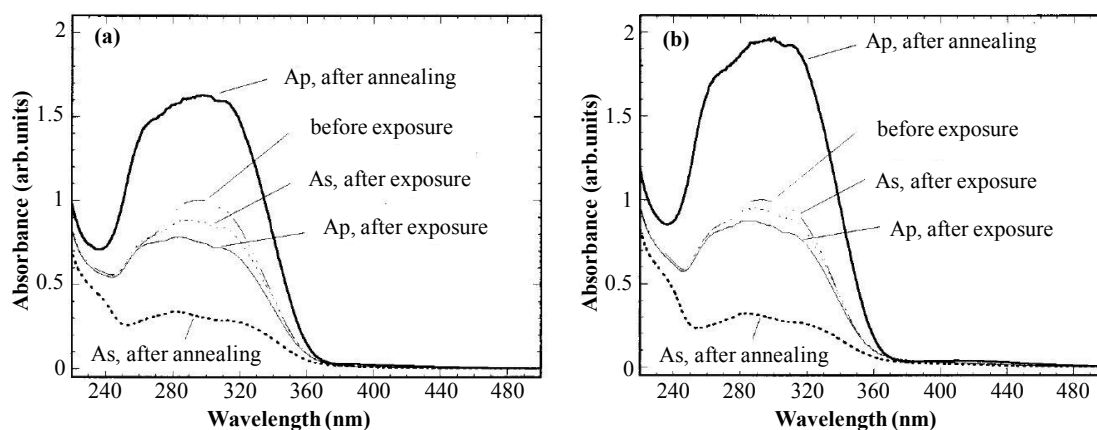 (a)
2
1.5
1
0.5
0
Absorbance (arb.units)
Ap, after annealing
before exposure
As, after exposure
Ap, after exposure
As, after annealing
240 280 320 360 400 440 480
Wavelength (nm)
(b)
2
1.5
1
0.5
0
Absorbance (arb.units)
Ap, after annealing
before exposure
As, after exposure
Ap, after exposure
As, after annealing
240 280 320 360 400 440 480
Wavelength (nm)